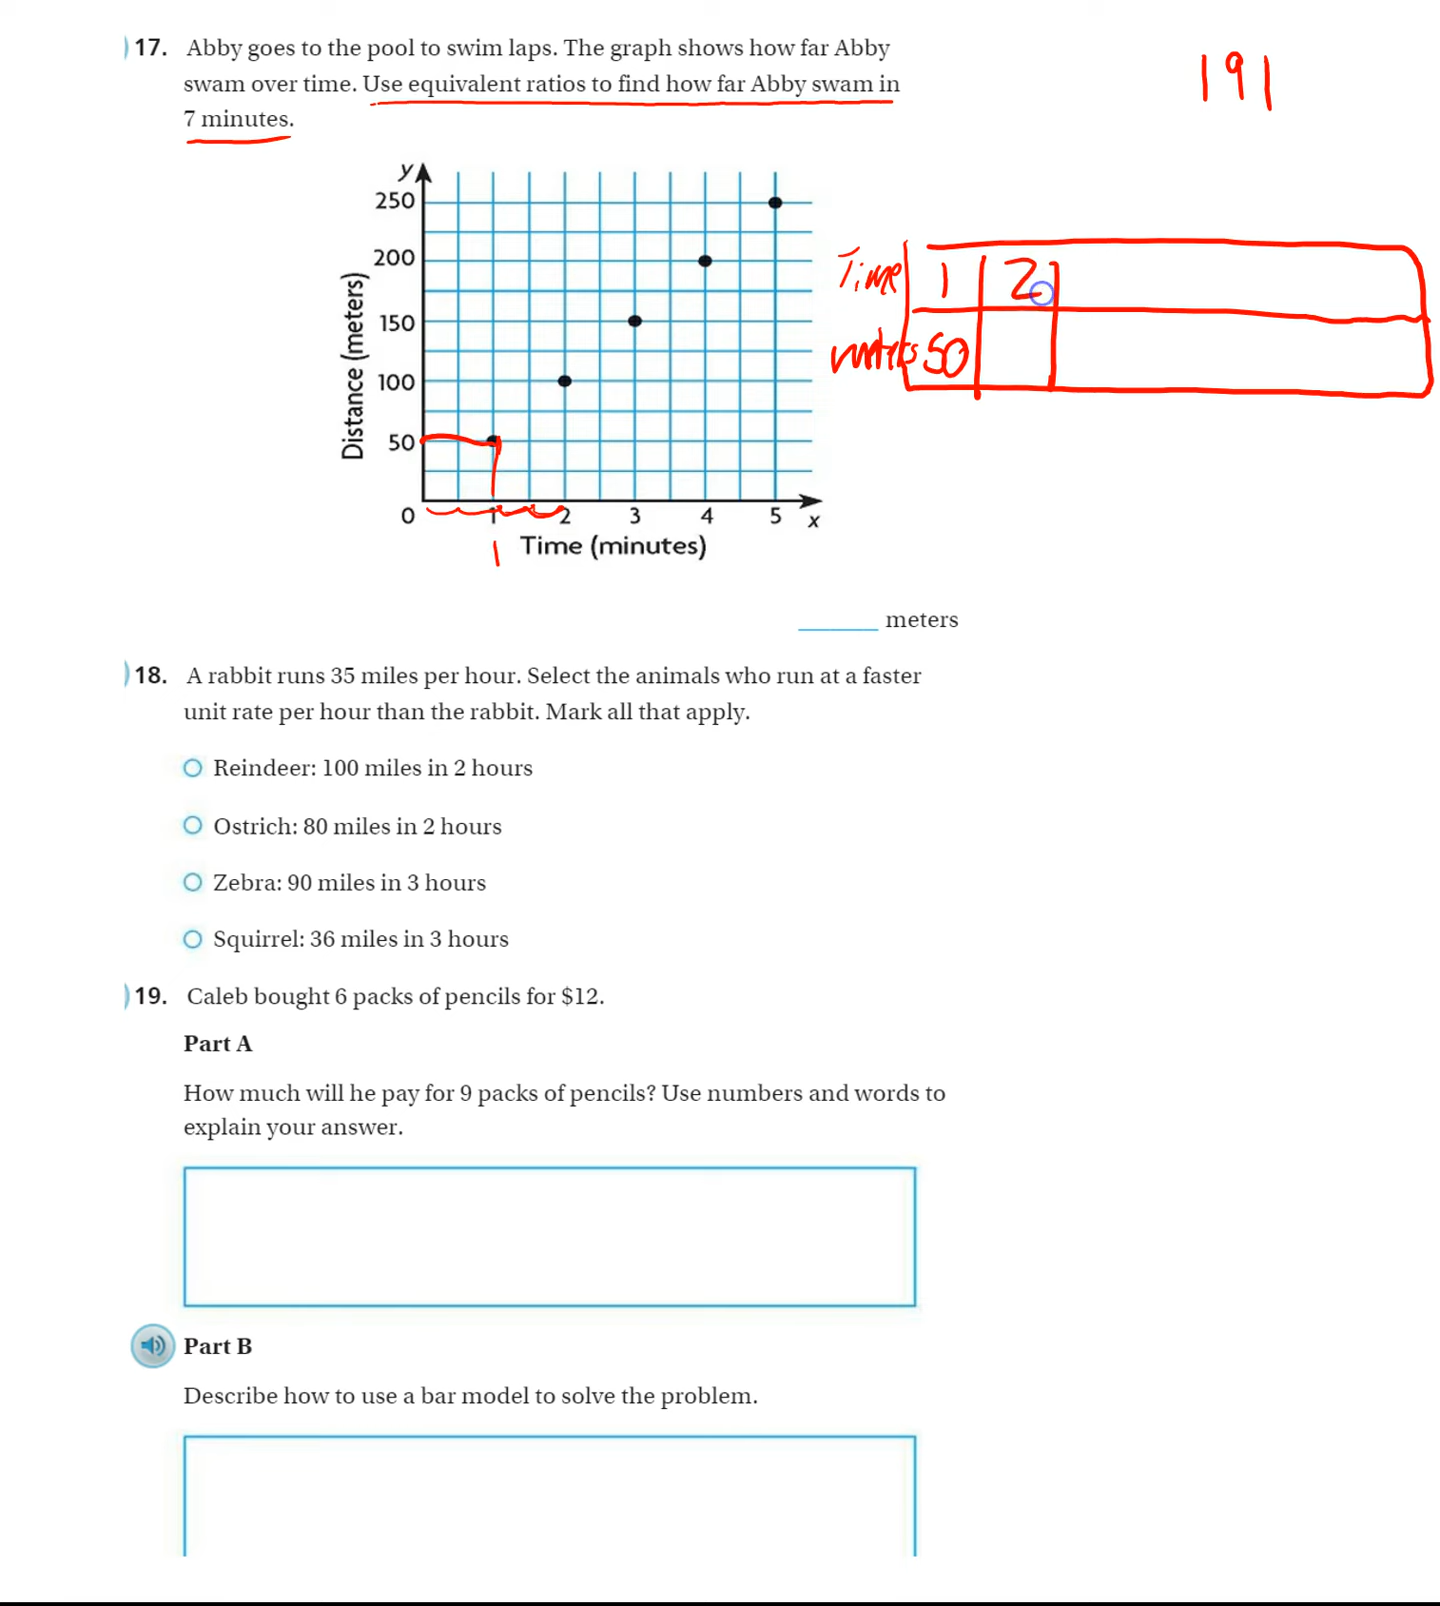 17. Abby goes to the pool to swim laps. The graph shows how far Abby
swam over time. Use equivalent ratios to find how far Abby swam in
7 minutes.
191
y
250
200
150
100
50
0
1 2 3 4 5 x
1
Distance (meters)
Time (minutes)
Time 1 2
meters 50
meters
18. A rabbit runs 35 miles per hour. Select the animals who run at a faster
unit rate per hour than the rabbit. Mark all that apply.
Reindeer: 100 miles in 2 hours
Ostrich: 80 miles in 2 hours
Zebra: 90 miles in 3 hours
Squirrel: 36 miles in 3 hours
19. Caleb bought 6 packs of pencils for $12.
Part A
How much will he pay for 9 packs of pencils? Use numbers and words to
explain your answer.
Part B
Describe how to use a bar model to solve the problem.